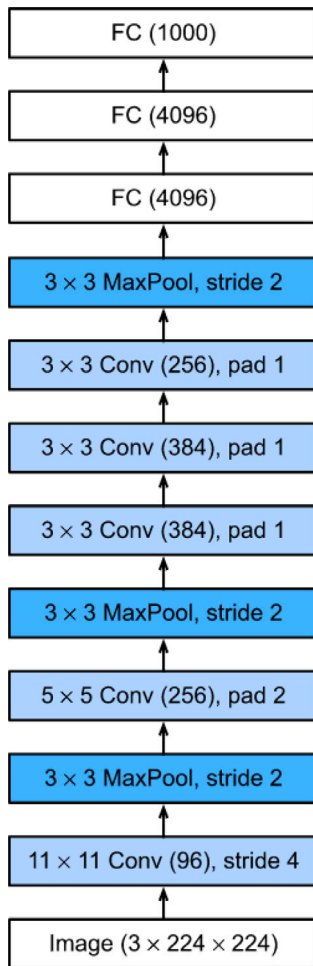 FC (1000)
FC (4096)
FC (4096)
3 × 3 MaxPool, stride 2
3 × 3 Conv (256), pad 1
3 × 3 Conv (384), pad 1
3 × 3 Conv (384), pad 1
3 × 3 MaxPool, stride 2
5 × 5 Conv (256), pad 2
3 × 3 MaxPool, stride 2
11 × 11 Conv (96), stride 4
Image (3 × 224 × 224)